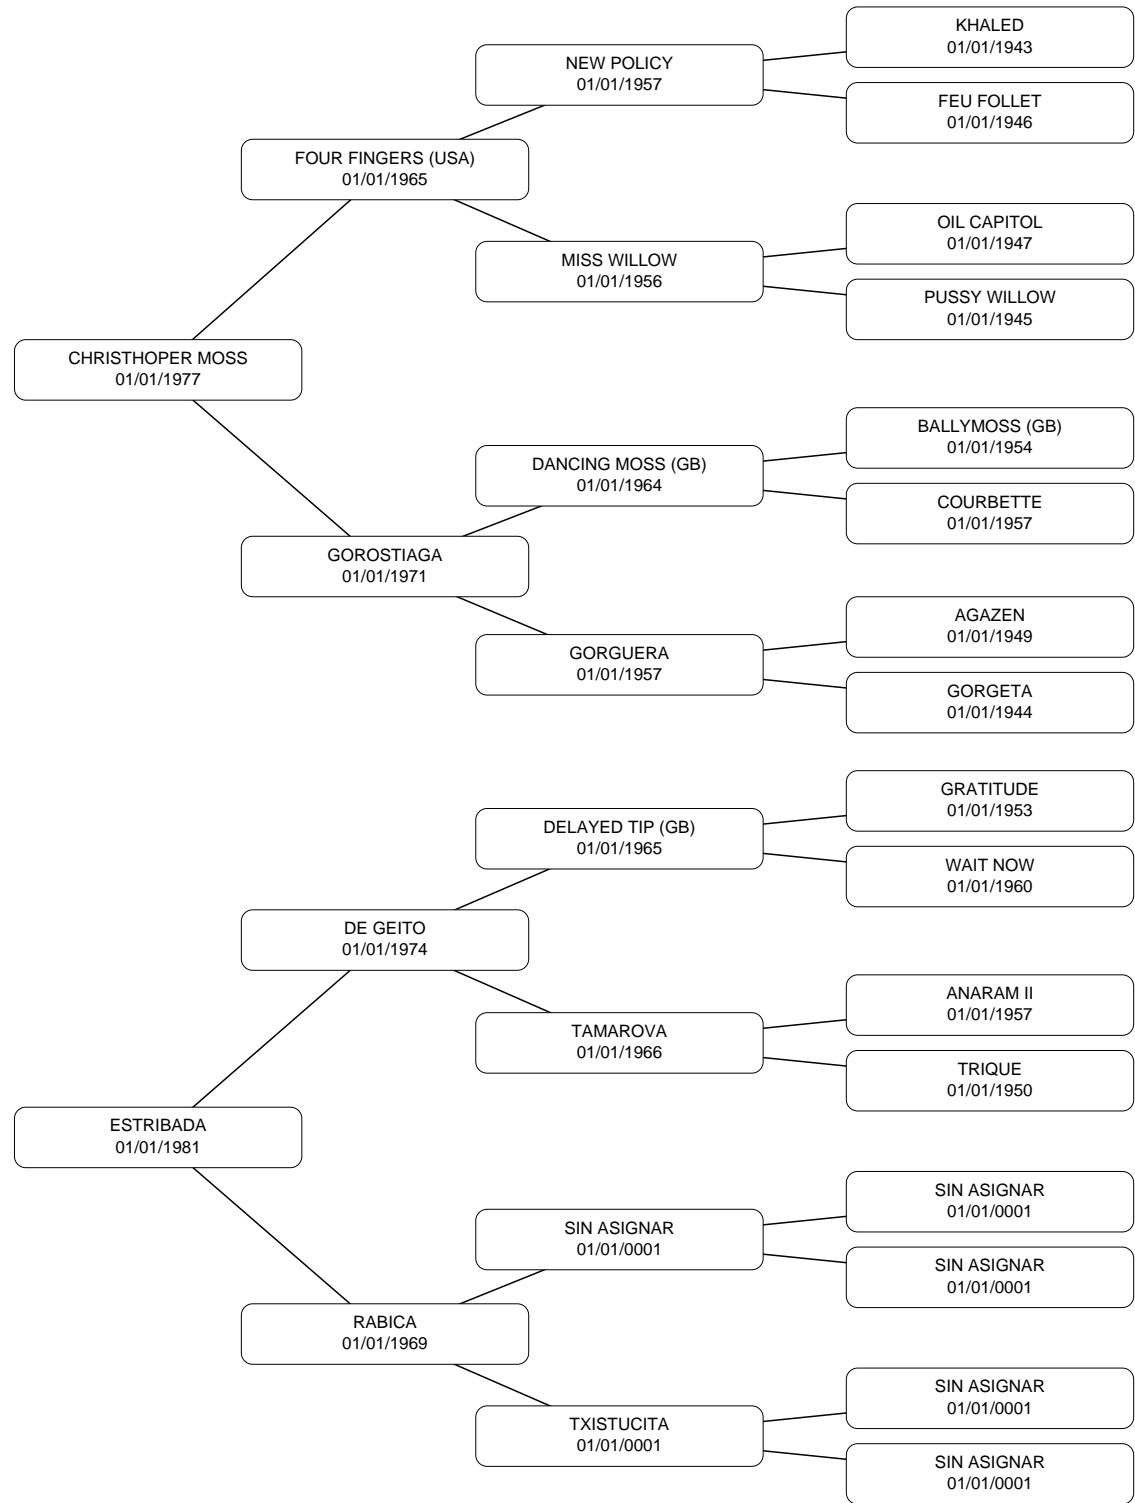 KHALED
01/01/1943
NEW POLICY
01/01/1957
FEU FOLLET
01/01/1946
FOUR FINGERS (USA)
01/01/1965
OIL CAPITOL
01/01/1947
MISS WILLOW
01/01/1956
PUSSY WILLOW
01/01/1945
CHRISTHOPER MOSS
01/01/1977
BALLYMOSS (GB)
01/01/1954
DANCING MOSS (GB)
01/01/1964
COURBETTE
01/01/1957
GOROSTIAGA
01/01/1971
AGAZEN
01/01/1949
GORGUERA
01/01/1957
GORGETA
01/01/1944
GRATITUDE
01/01/1953
DELAYED TIP (GB)
01/01/1965
WAIT NOW
01/01/1960
DE GEITO
01/01/1974
ANARAM II
01/01/1957
TAMAROVA
01/01/1966
TRIQUE
01/01/1950
ESTRIBADA
01/01/1981
SIN ASIGNAR
01/01/0001
SIN ASIGNAR
01/01/0001
SIN ASIGNAR
01/01/0001
RABICA
01/01/1969
SIN ASIGNAR
01/01/0001
TXISTUCITA
01/01/0001
SIN ASIGNAR
01/01/0001